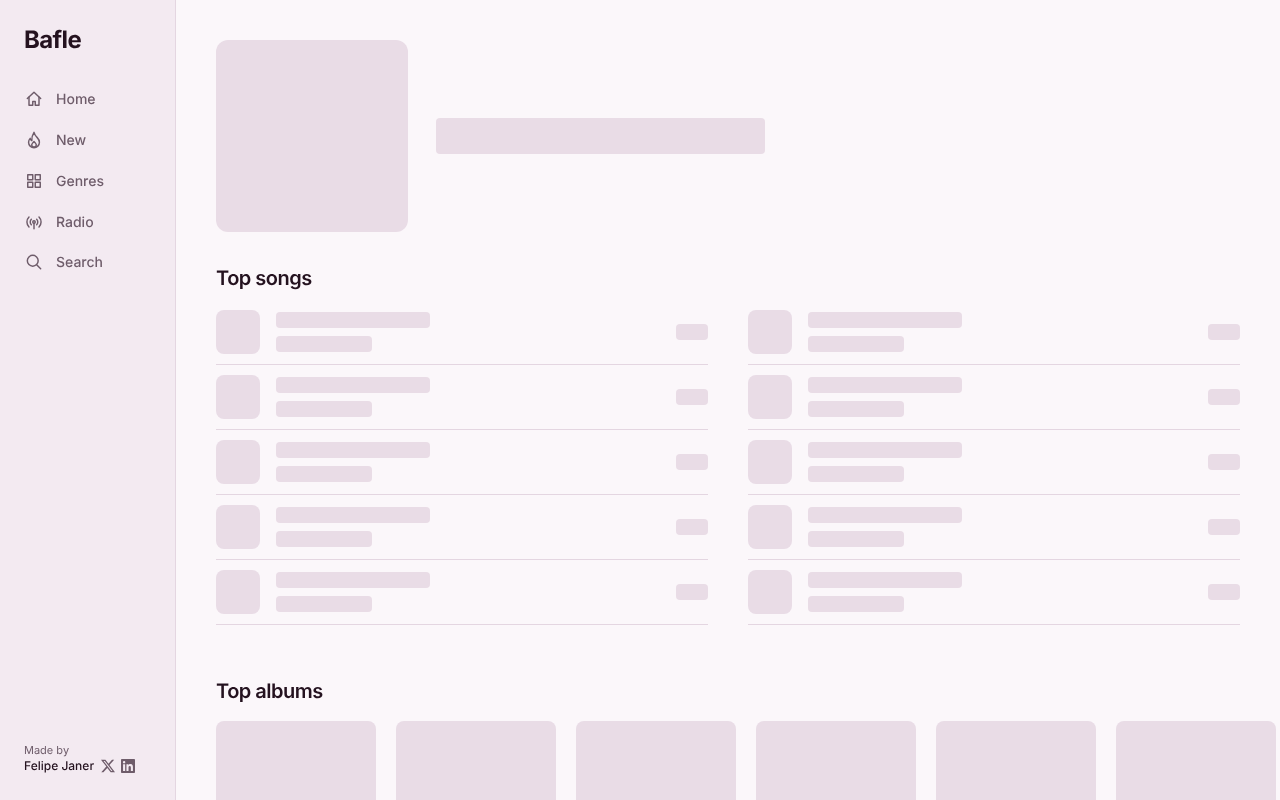 Bafle
Home
New
Genres
Radio
Search
Top songs
Top albums
Made by
Felipe Janer